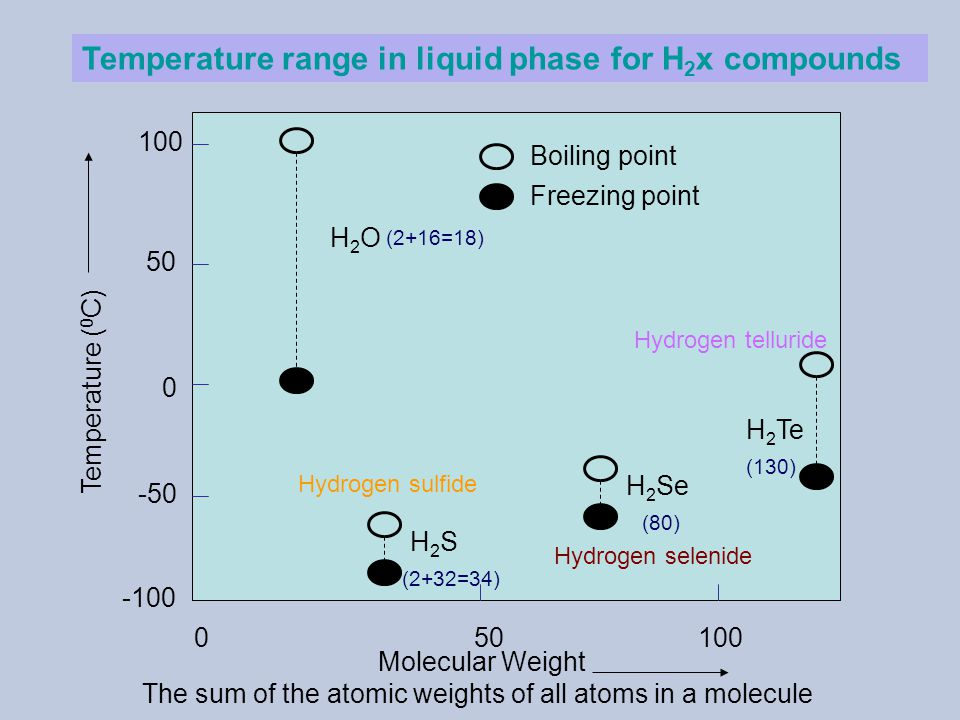 Temperature range in liquid phase for H₂x compounds
100
50
0
-50
-100
Temperature (⁰C)
Boiling point
Freezing point
H₂O (2+16=18)
Hydrogen telluride
H₂Te
(130)
Hydrogen sulfide
H₂Se
(80)
H₂S
(2+32=34)
Hydrogen selenide
0 50 100
Molecular Weight
The sum of the atomic weights of all atoms in a molecule